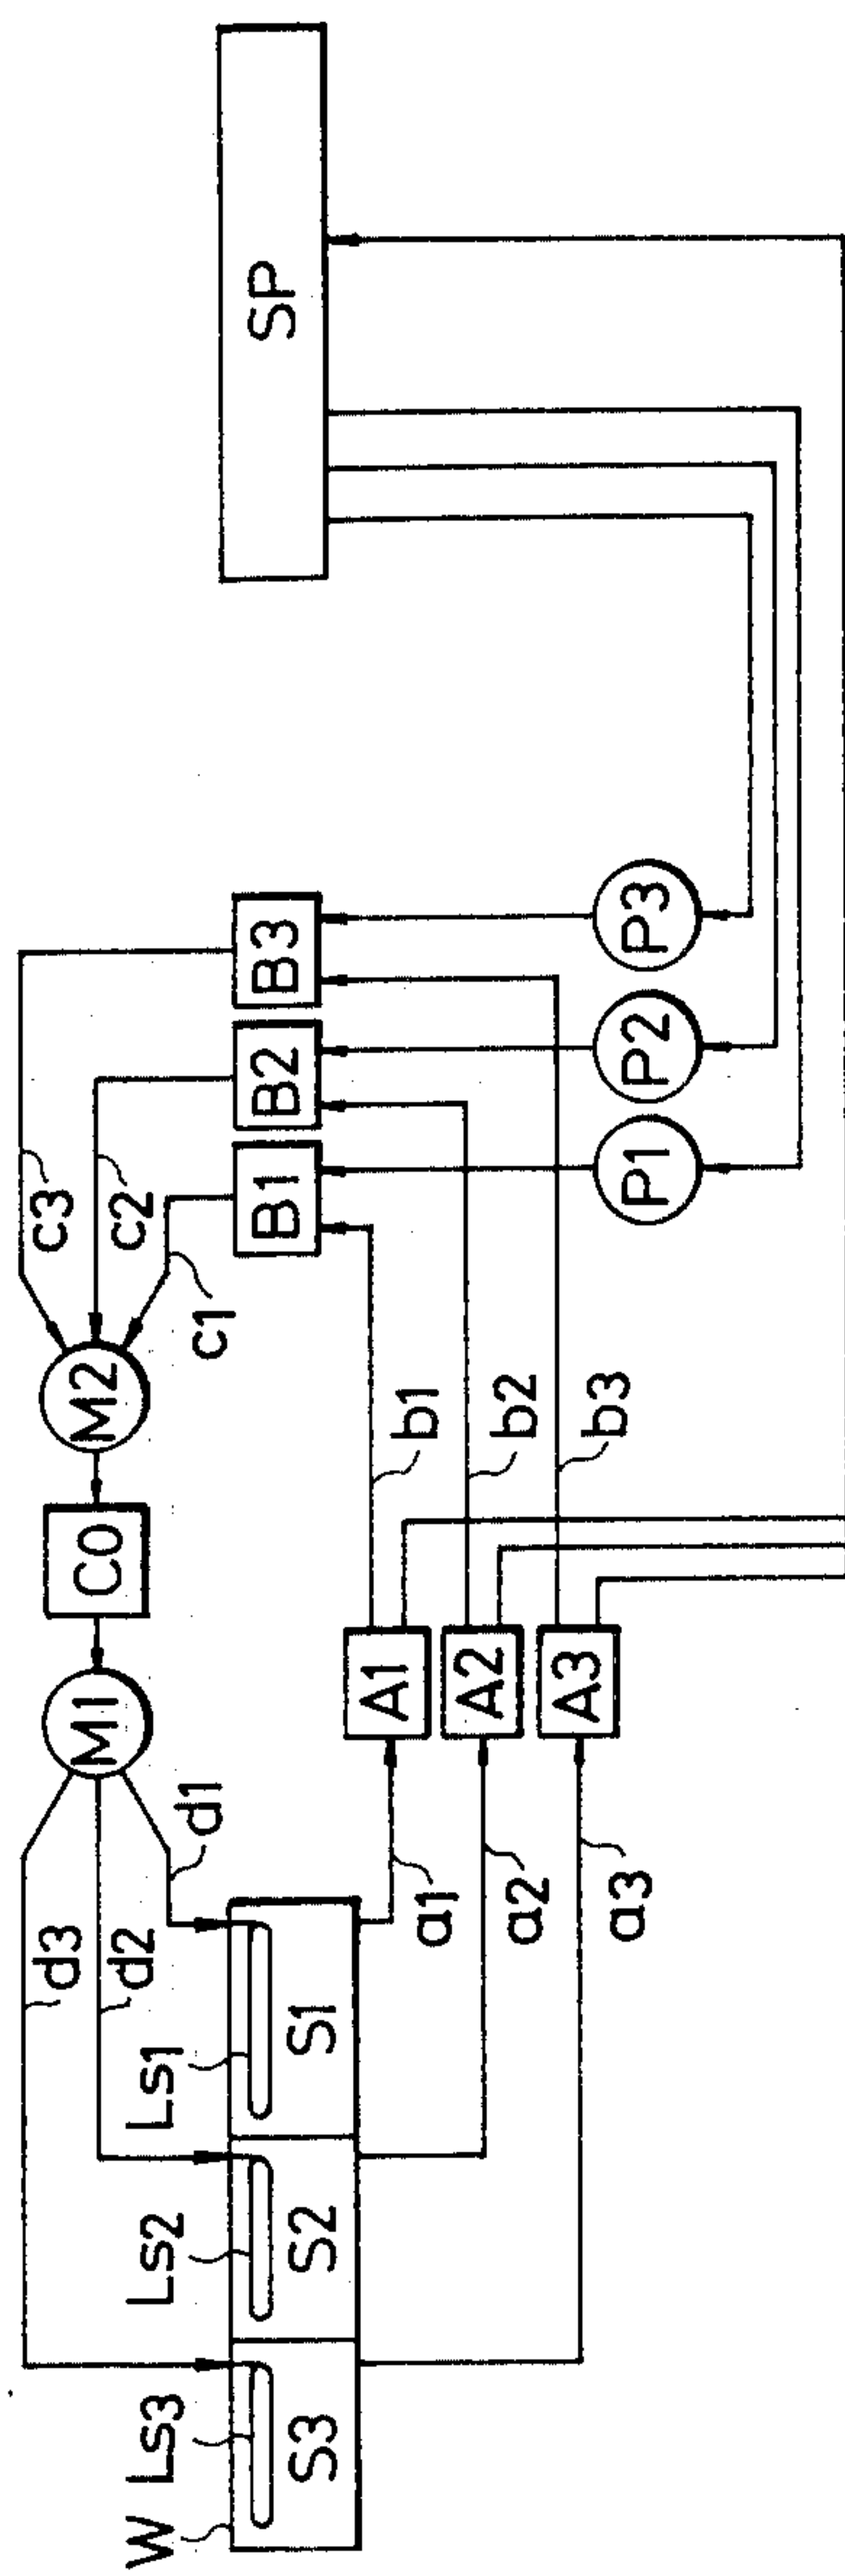 W
Ls3
Ls2
Ls1
S3
S2
S1
d3
d2
d1
M1
C0
M2
c3
c2
c1
a1
a2
a3
A1
A2
A3
b1
b2
b3
B1
B2
B3
P1
P2
P3
SP